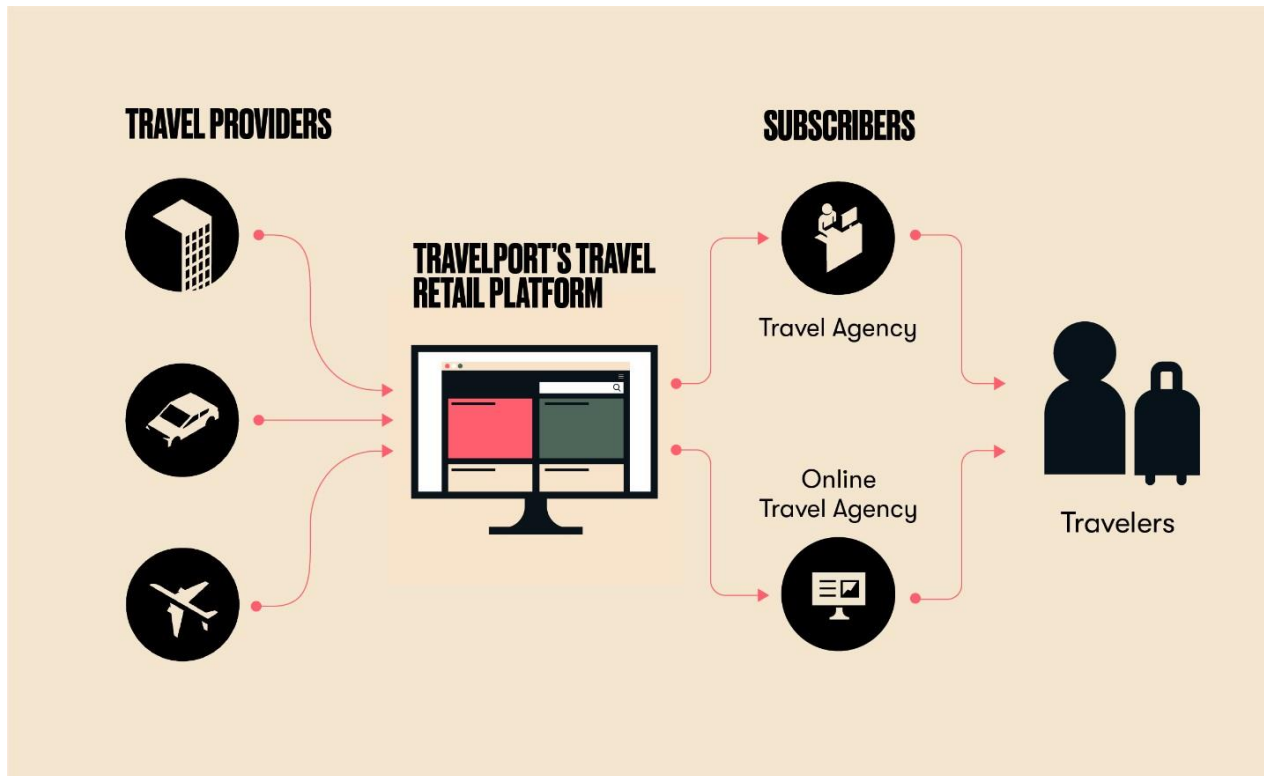 TRAVEL PROVIDERS
SUBSCRIBERS
TRAVELPORT'S TRAVEL
RETAIL PLATFORM
Travel Agency
Online
Travel Agency
Travelers